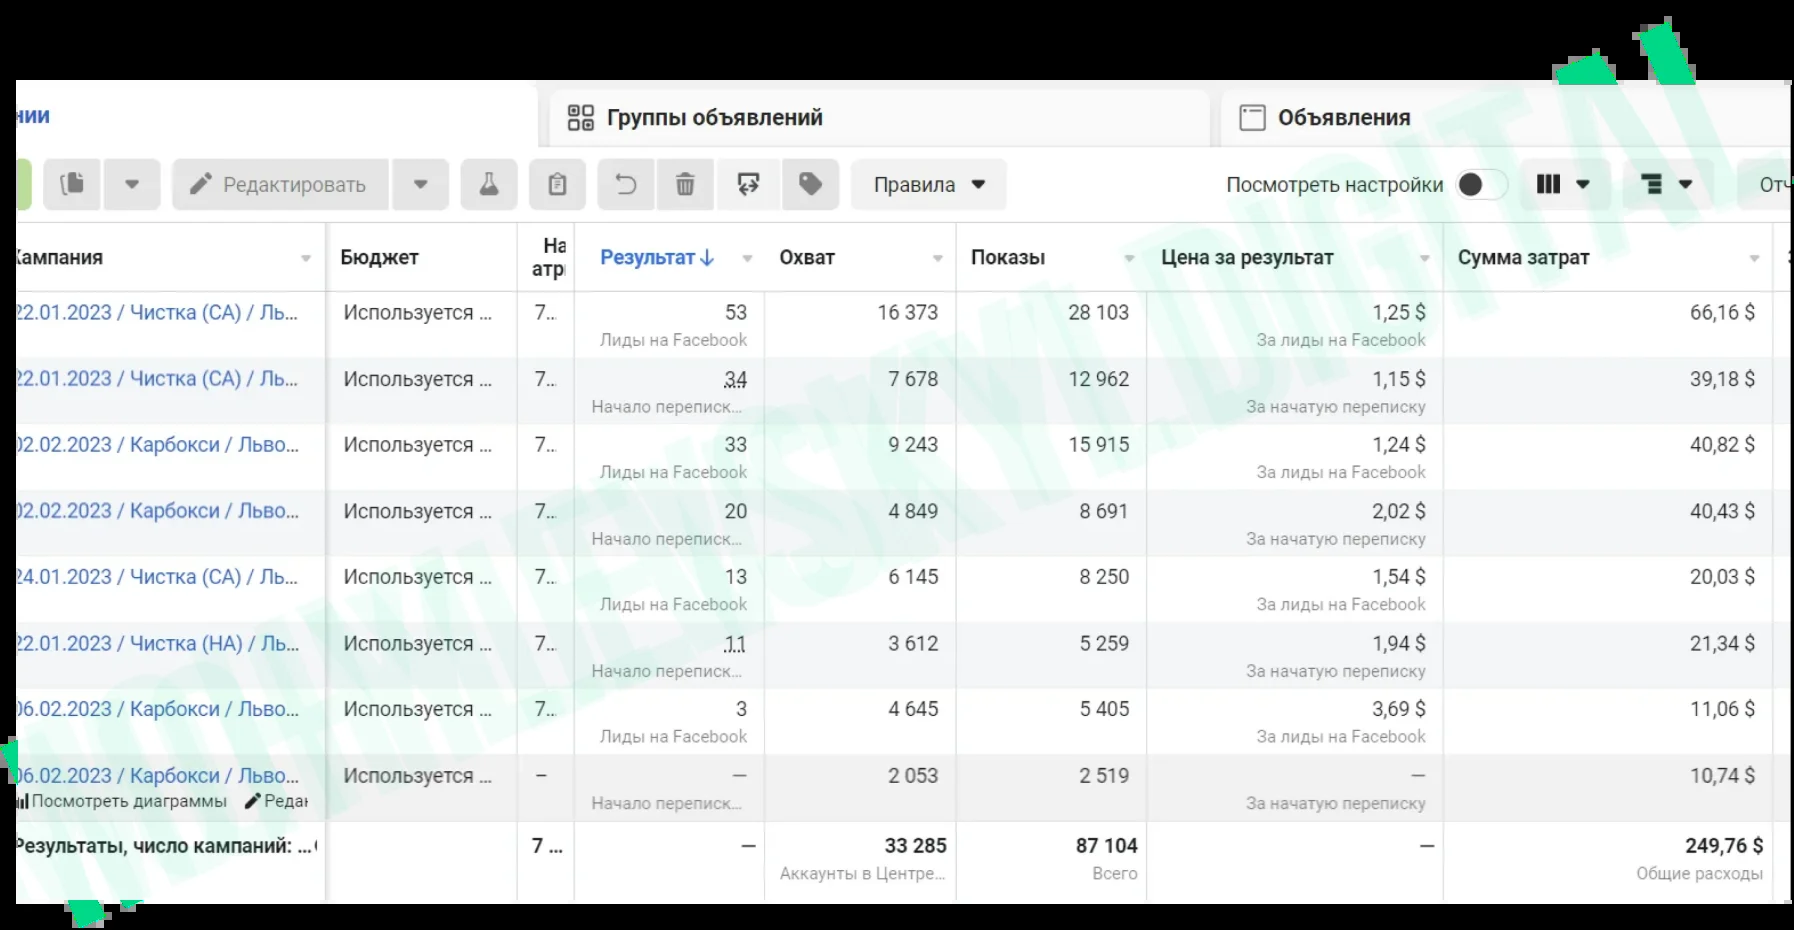 нии
Группы объявлений
Объявления
Редактировать
Правила
Посмотреть настройки
Отч
Кампания
Бюджет
На
атри
Результат↓
Охват
Показы
Цена за результат
Сумма затрат
22.01.2023 / Чистка (СА) / Ль... Используется ... 7... 53 16 373 28 103 1,25 $ 66,16 $
Лиды на Facebook За лиды на Facebook
22.01.2023 / Чистка (СА) / Ль... Используется ... 7... 34 7 678 12 962 1,15 $ 39,18 $
Начало переписк... За начатую переписку
02.02.2023 / Карбокси / Льво... Используется ... 7... 33 9 243 15 915 1,24 $ 40,82 $
Лиды на Facebook За лиды на Facebook
02.02.2023 / Карбокси / Льво... Используется ... 7... 20 4 849 8 691 2,02 $ 40,43 $
Начало переписк... За начатую переписку
24.01.2023 / Чистка (СА) / Ль... Используется ... 7... 13 6 145 8 250 1,54 $ 20,03 $
Лиды на Facebook За лиды на Facebook
22.01.2023 / Чистка (НА) / Ль... Используется ... 7... 11 3 612 5 259 1,94 $ 21,34 $
Начало переписк... За начатую переписку
06.02.2023 / Карбокси / Льво... Используется ... 7... 3 4 645 5 405 3,69 $ 11,06 $
Лиды на Facebook За лиды на Facebook
06.02.2023 / Карбокси / Льво... Используется ... – — 2 053 2 519 — 10,74 $
Посмотреть диаграммы Редак Начало переписк... За начатую переписку
Результаты, число кампаний: ... 7 ... — 33 285 87 104 — 249,76 $
Аккаунты в Центре... Всего Общие расходы